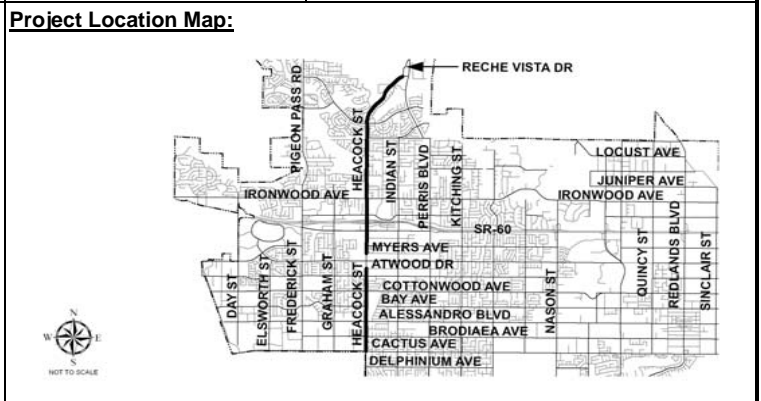 Project Location Map:
RECHE VISTA DR
PIGEON PASS RD
HEACOCK ST
INDIAN ST
PERRIS BLVD
KITCHING ST
LOCUST AVE
JUNIPER AVE
IRONWOOD AVE
IRONWOOD AVE
SR-60
MYERS AVE
ATWOOD DR
DAY ST
ELSWORTH ST
FREDERICK ST
GRAHAM ST
HEACOCK ST
COTTONWOOD AVE
BAY AVE
ALESSANDRO BLVD
BRODIAEA AVE
CACTUS AVE
DELPHINIUM AVE
NASON ST
QUINCY ST
REDLANDS BLVD
SINCLAIR ST
N
W
E
S
NOT TO SCALE